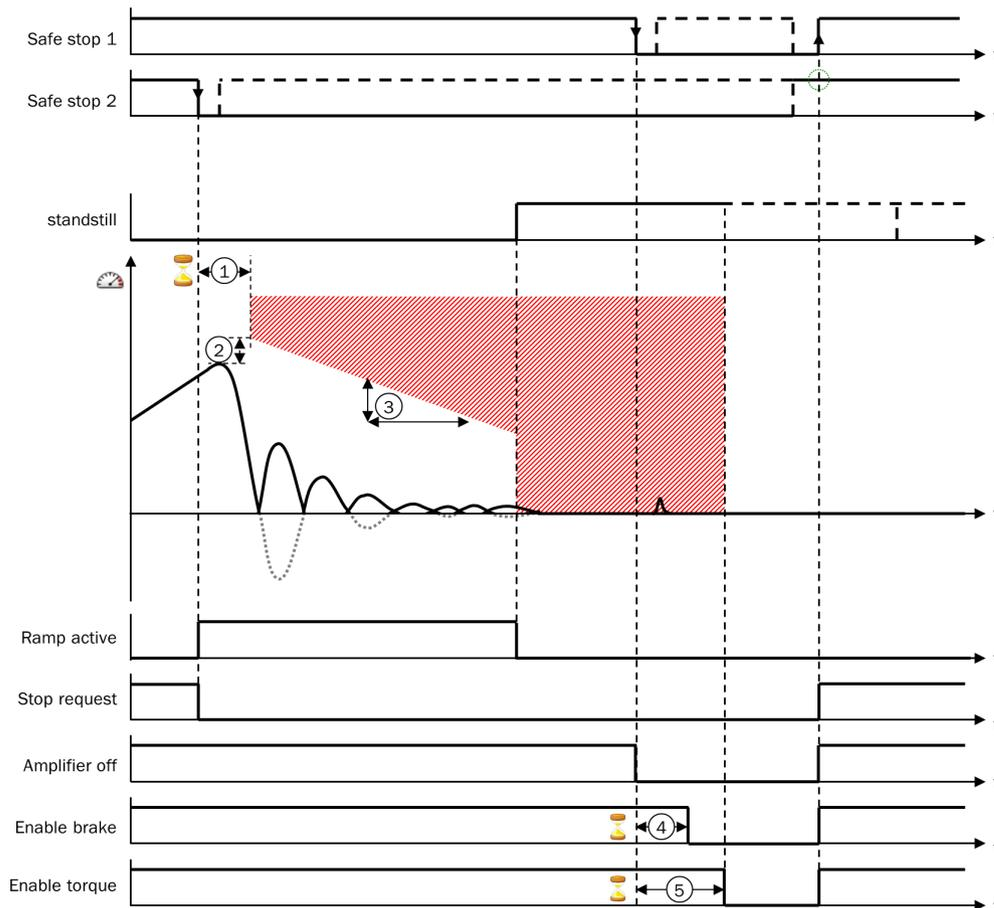 Safe stop 1
Safe stop 2
standstill
1
2
3
Ramp active
Stop request
Amplifier off
Enable brake
4
Enable torque
5